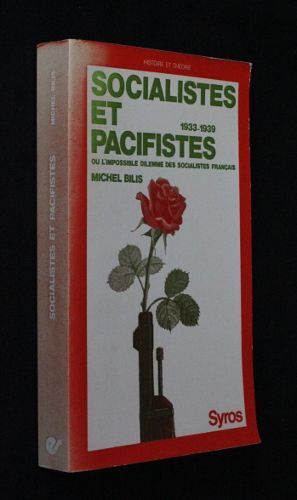 HISTOIRE ET THÉORIE
SOCIALISTES
ET
1933-1939
PACIFISTES
OU L'IMPOSSIBLE DILEMME DES SOCIALISTES FRANÇAIS
MICHEL BILIS
Syros
SOCIALISTES ET PACIFISTES
MICHEL BILIS